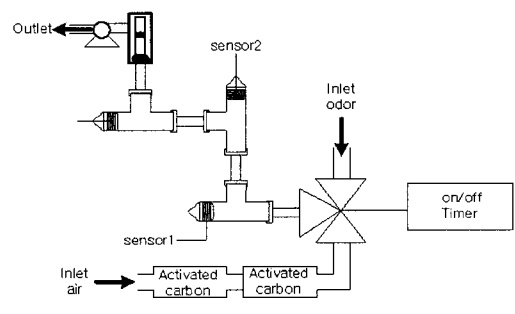 Outlet
sensor2
Inlet
odor
on/off
Timer
sensor1
Inlet
air
Activated
carbon
Activated
carbon